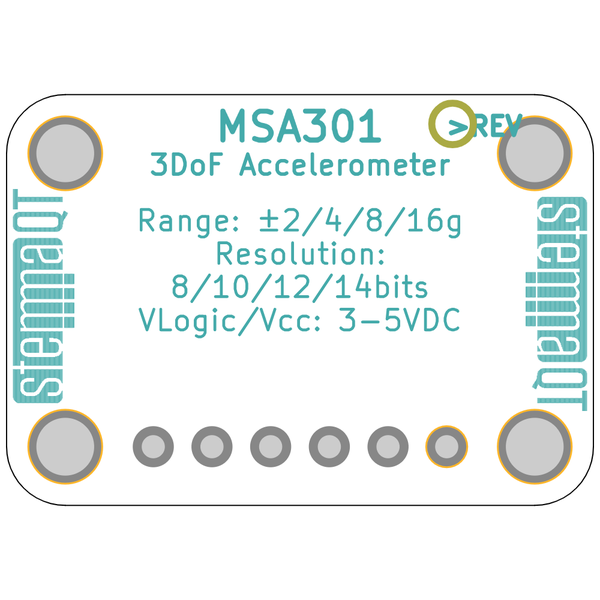 MSA301
>REV
3DoF Accelerometer
Range: ±2/4/8/16g
Resolution:
8/10/12/14bits
VLogic/Vcc: 3-5VDC
stemmaQT
stemmaQT